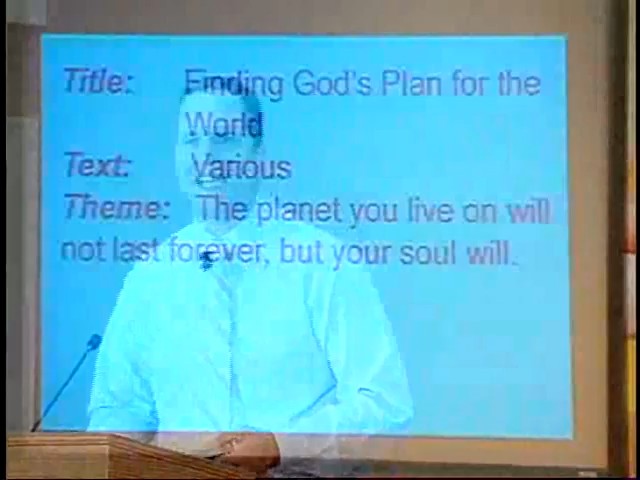 Title: Finding God's Plan for the
World
Text: Various
Theme: The planet you live on will
not last forever, but your soul will.